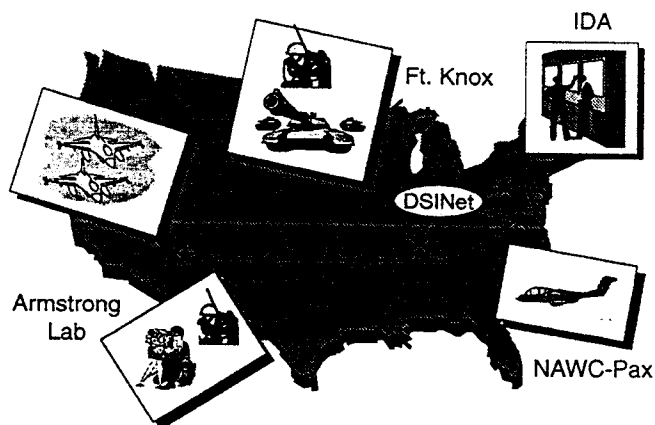 IDA
Ft. Knox
DSINet
Armstrong
Lab
NAWC-Pax